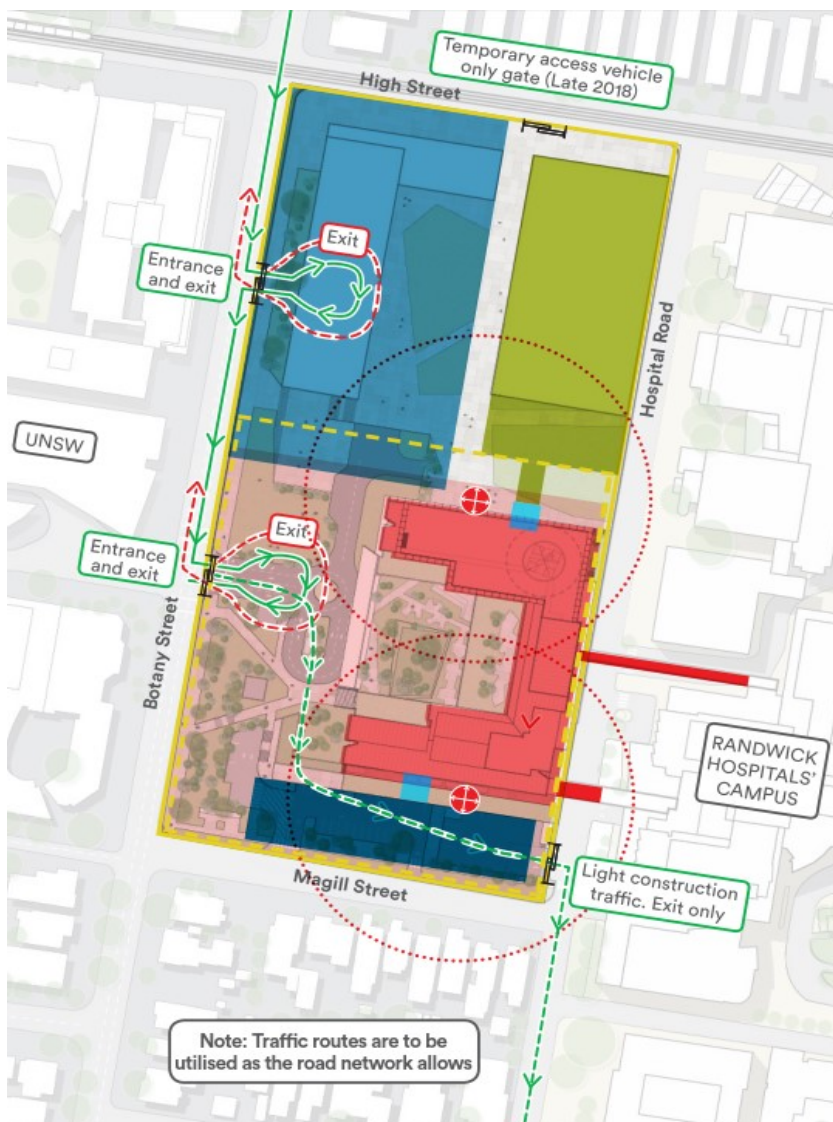 Temporary access vehicle
only gate (Late 2018)
High Street
Exit
Entrance
and exit
Hospital Road
UNSW
Exit
Entrance
and exit
Botany Street
RANDWICK
HOSPITALS'
CAMPUS
Light construction
traffic. Exit only
Magill Street
Note: Traffic routes are to be
utilised as the road network allows